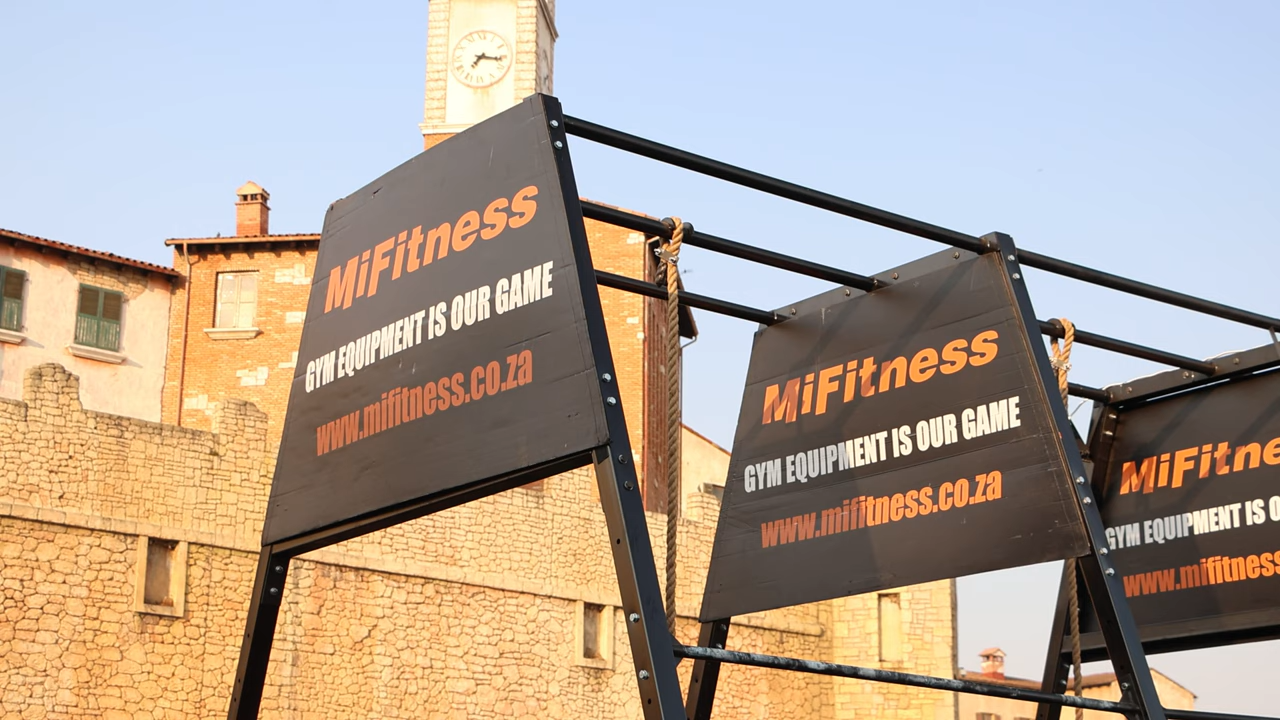 MiFitness
GYM EQUIPMENT IS OUR GAME
www.mifitness.co.za
MiFitness
GYM EQUIPMENT IS OUR GAME
www.mifitness.co.za
MiFitne
GYM EQUIPMENT IS
www.mifitness